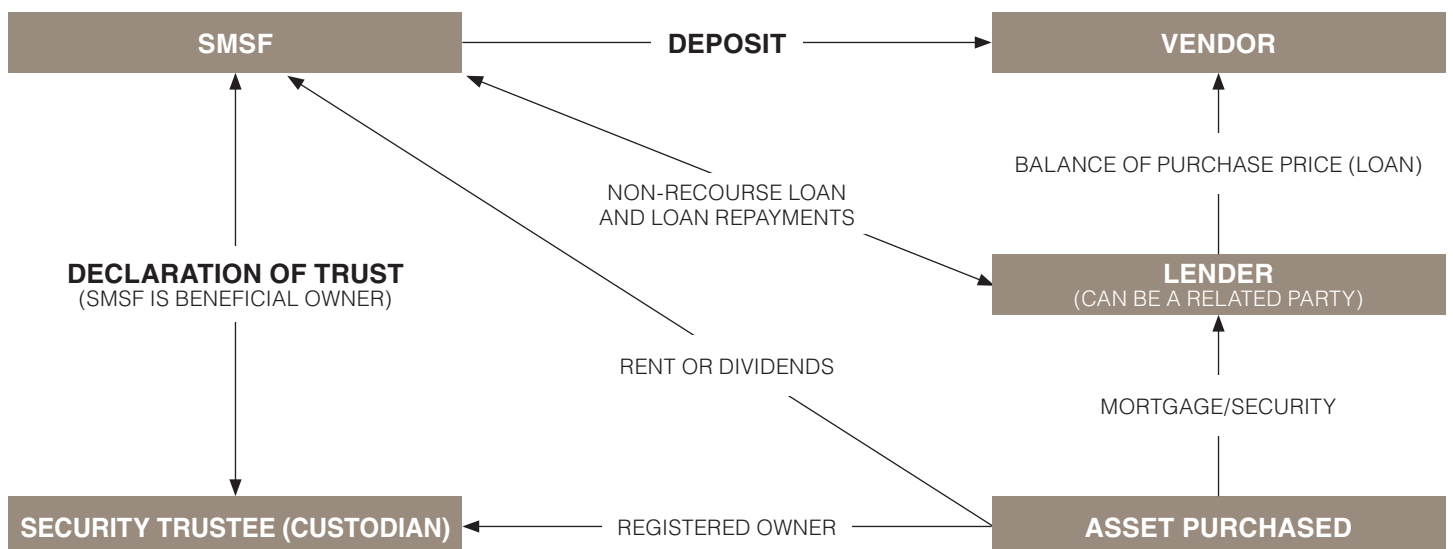 SMSF
DEPOSIT
VENDOR
BALANCE OF PURCHASE PRICE (LOAN)
NON-RECOURSE LOAN
AND LOAN REPAYMENTS
DECLARATION OF TRUST
(SMSF IS BENEFICIAL OWNER)
LENDER
(CAN BE A RELATED PARTY)
RENT OR DIVIDENDS
MORTGAGE/SECURITY
SECURITY TRUSTEE (CUSTODIAN)
REGISTERED OWNER
ASSET PURCHASED